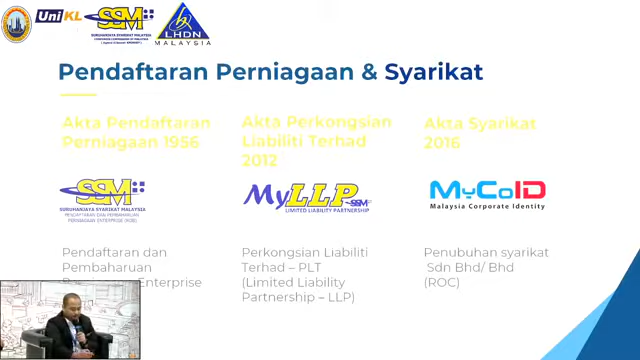 Uni KL
SSM
SURUHANJAYA SYARIKAT MALAYSIA
LHDN
MALAYSIA
Pendaftaran Perniagaan & Syarikat
Akta Pendaftaran
Perniagaan 1956
Akta Perkongsian
Liabiliti Terhad
2012
Akta Syarikat
2016
SSM
SURUHANJAYA SYARIKAT MALAYSIA
MyLLP SSM
LIMITED LIABILITY PARTNERSHIP
MyCoID
Malaysia Corporate Identity
Pendaftaran dan
Pembaharuan
Enterprise
Perkongsian Liabiliti
Terhad – PLT
(Limited Liability
Partnership – LLP)
Penubuhan syarikat
Sdn Bhd/ Bhd
(ROC)